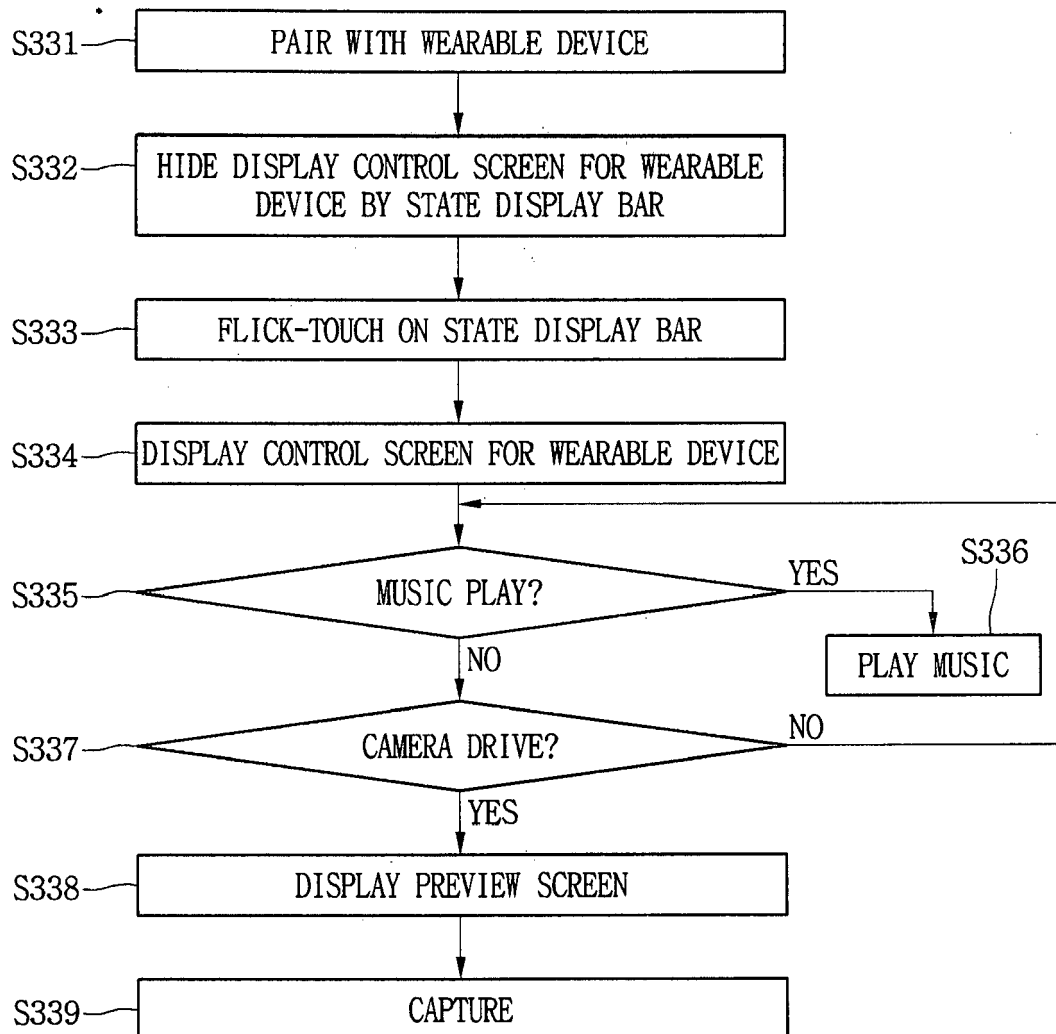 S331
PAIR WITH WEARABLE DEVICE
S332
HIDE DISPLAY CONTROL SCREEN FOR WEARABLE
DEVICE BY STATE DISPLAY BAR
S333
FLICK-TOUCH ON STATE DISPLAY BAR
S334
DISPLAY CONTROL SCREEN FOR WEARABLE DEVICE
S335
MUSIC PLAY?
YES
S336
PLAY MUSIC
NO
S337
CAMERA DRIVE?
NO
YES
S338
DISPLAY PREVIEW SCREEN
S339
CAPTURE